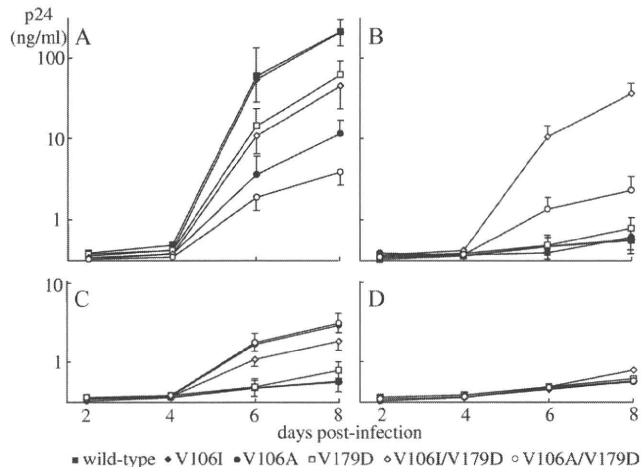 p24
(ng/ml)
A
B
100
10
1
C
D
10
1
2 4 6 8 2 4 6 8
days post-infection
wild-type V106I V106A V179D V106I/V179D V106A/V179D